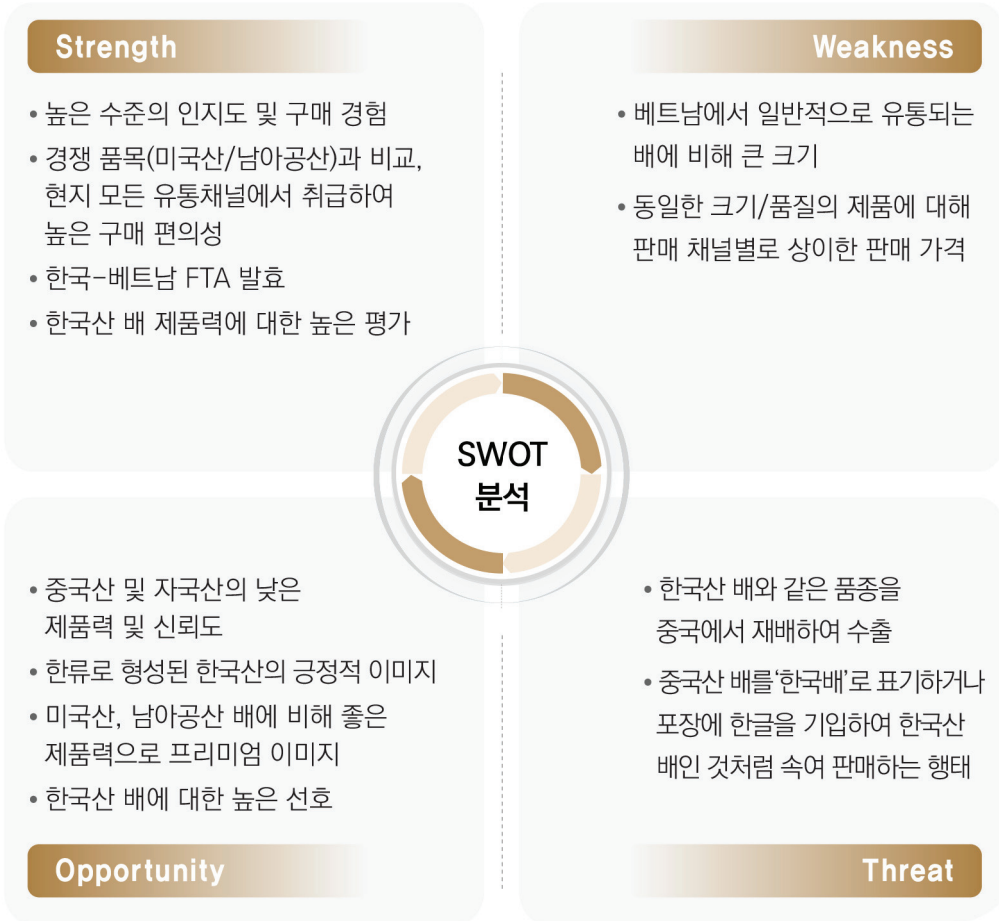 Strength
• 높은 수준의 인지도 및 구매 경험
• 경쟁 품목(미국산/남아공산)과 비교,
현지 모든 유통채널에서 취급하여
높은 구매 편의성
• 한국-베트남 FTA 발효
• 한국산 배 제품력에 대한 높은 평가
Weakness
• 베트남에서 일반적으로 유통되는
배에 비해 큰 크기
• 동일한 크기/품질의 제품에 대해
판매 채널별로 상이한 판매 가격
SWOT
분석
• 중국산 및 자국산의 낮은
제품력 및 신뢰도
• 한류로 형성된 한국산의 긍정적 이미지
• 미국산, 남아공산 배에 비해 좋은
제품력으로 프리미엄 이미지
• 한국산 배에 대한 높은 선호
Opportunity
• 한국산 배와 같은 품종을
중국에서 재배하여 수출
• 중국산 배를‘한국배’로 표기하거나
포장에 한글을 기입하여 한국산
배인 것처럼 속여 판매하는 행태
Threat